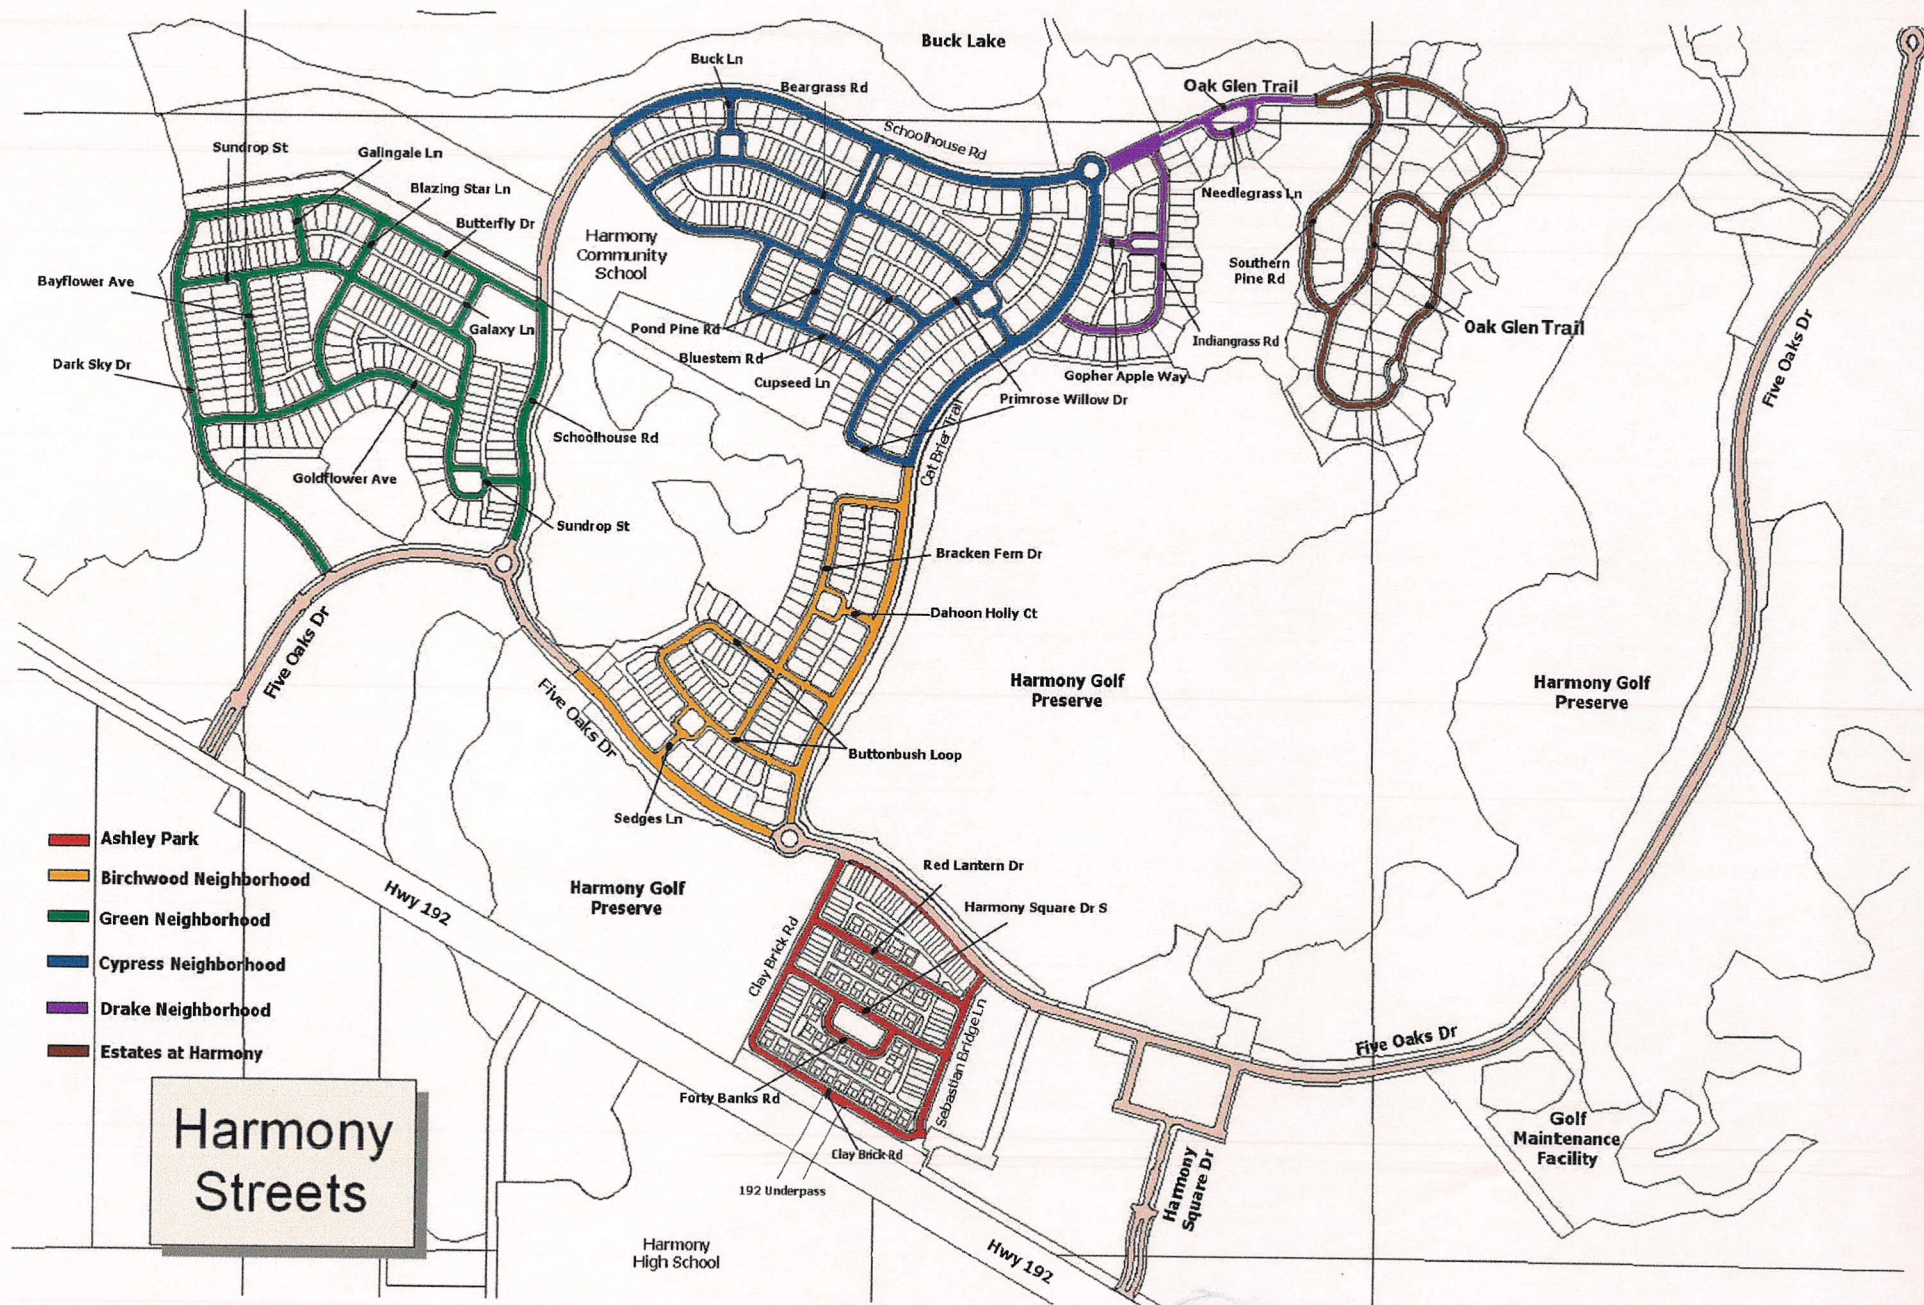 Buck Lake
Buck Ln
Beargrass Rd
Oak Glen Trail
Schoolhouse Rd
Sundrop St
Galingale Ln
Blazing Star Ln
Needlegrass Ln
Butterfly Dr
Harmony
Community
School
Southern
Pine Rd
Bayflower Ave
Galaxy Ln
Pond Pine Rd
Oak Glen Trail
Indiangrass Rd
Bluestem Rd
Five Oaks Dr
Dark Sky Dr
Cupseed Ln
Gopher Apple Way
Primrose Willow Dr
Cat Brier Trail
Schoolhouse Rd
Goldflower Ave
Sundrop St
Bracken Fern Dr
Dahoon Holly Ct
Five Oaks Dr
Harmony Golf
Preserve
Harmony Golf
Preserve
Five Oaks Dr
Buttonbush Loop
Sedges Ln
Ashley Park
Birchwood Neighborhood
Green Neighborhood
Cypress Neighborhood
Drake Neighborhood
Estates at Harmony
Hwy 192
Harmony Golf
Preserve
Red Lantern Dr
Harmony Square Dr S
Clay Brick Rd
Sebastian Bridge Ln
Five Oaks Dr
Forty Banks Rd
Clay Brick Rd
192 Underpass
Golf
Maintenance
Facility
Harmony
Square Dr
Harmony
Streets
Harmony
High School
Hwy 192